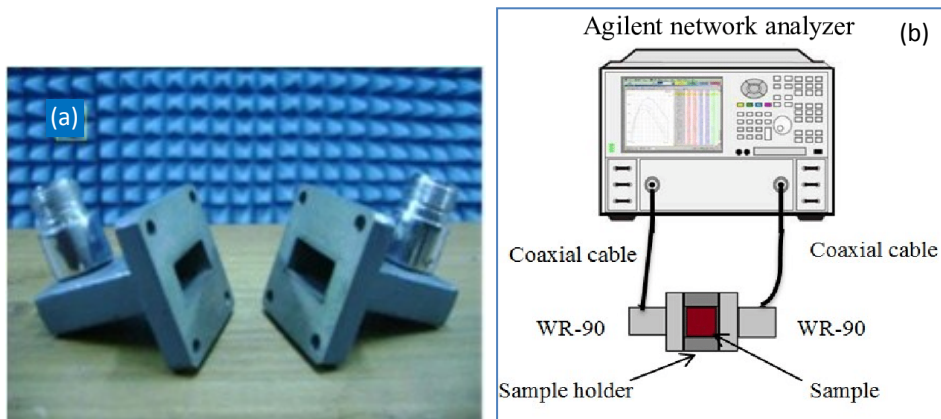 (a)
Agilent network analyzer
(b)
Coaxial cable
Coaxial cable
WR-90
WR-90
Sample holder
Sample